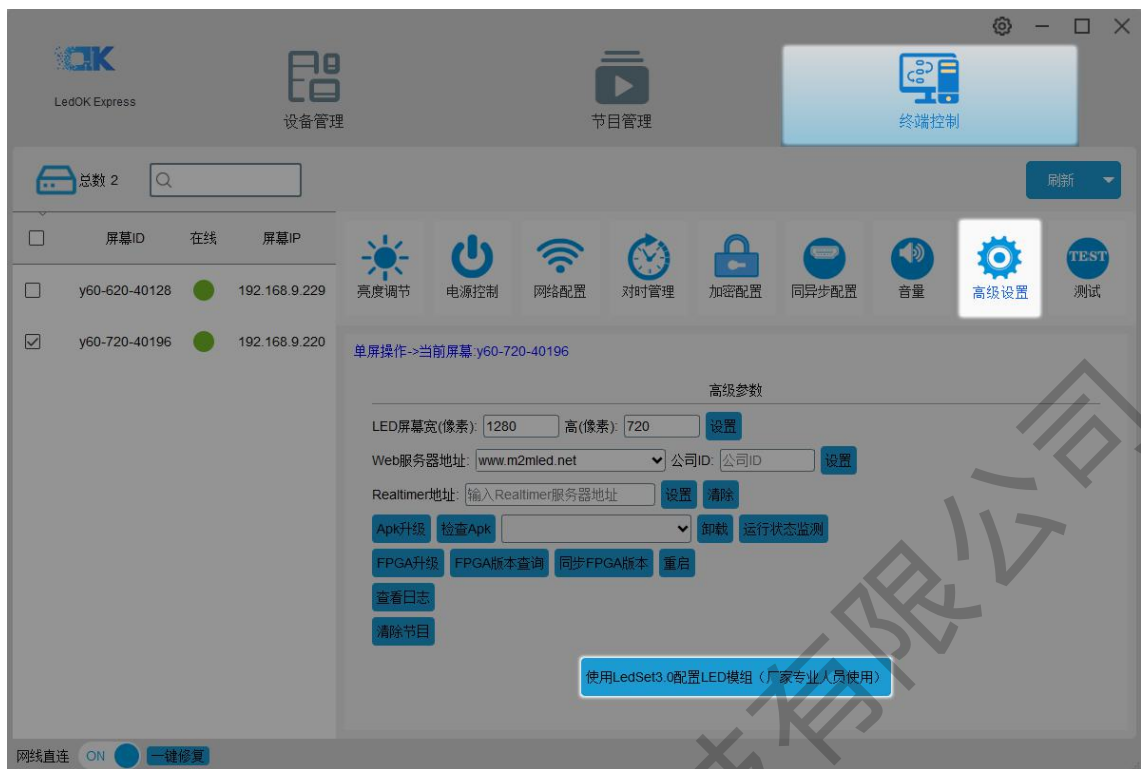 LedOK Express
设备管理
节目管理
终端控制
总数 2
刷新
屏幕ID 在线 屏幕IP
y60-620-40128 192.168.9.229
y60-720-40196 192.168.9.220
亮度调节 电源控制 网络配置 对时管理 加密配置 同异步配置 音量 高级设置 测试
TEST
单屏操作->当前屏幕:y60-720-40196
高级参数
LED屏幕宽(像素): 1280 高(像素): 720 设置
Web服务器地址: www.m2mled.net 公司ID: 公司ID 设置
Realtimer地址: 输入Realtimer服务器地址 设置 清除
Apk升级 检查Apk 卸载 运行状态监测
FPGA升级 FPGA版本查询 同步FPGA版本 重启
查看日志
清除节目
使用LedSet3.0配置LED模组（厂家专业人员使用）
网线直连 ON 一键修复
技有限公司